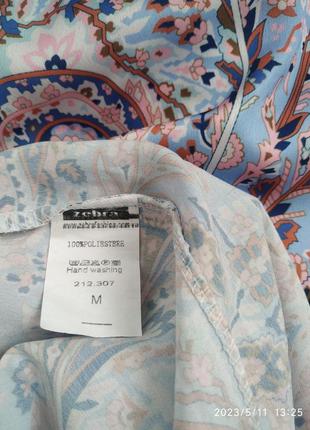 zebra
100%POLIESTERE
Hand washing
212.307
M
2023/5/11 13:25